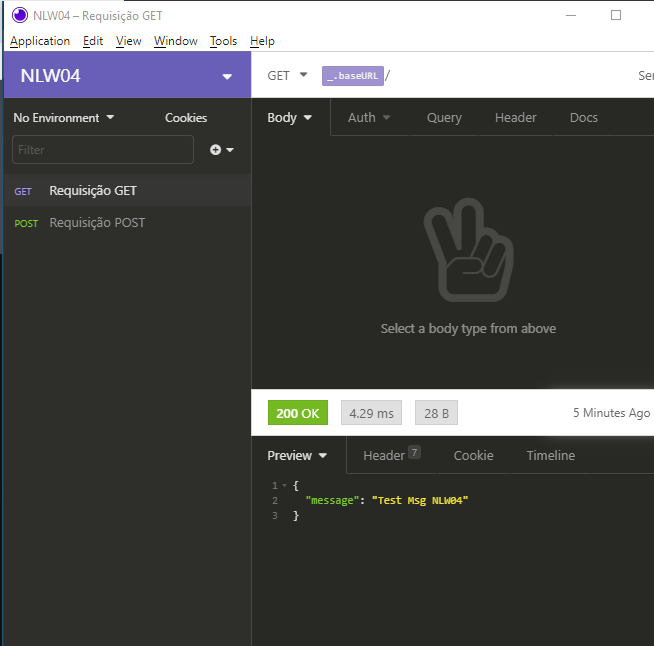 NLW04 – Requisição GET
Application Edit View Window Tools Help
NLW04
GET _.baseURL /
No Environment Cookies
Body Auth Query Header Docs
Filter
GET Requisição GET
POST Requisição POST
Select a body type from above
200 OK 4.29 ms 28 B 5 Minutes Ago
Preview Header 7 Cookie Timeline
1 {
2 "message": "Test Msg NLW04"
3 }